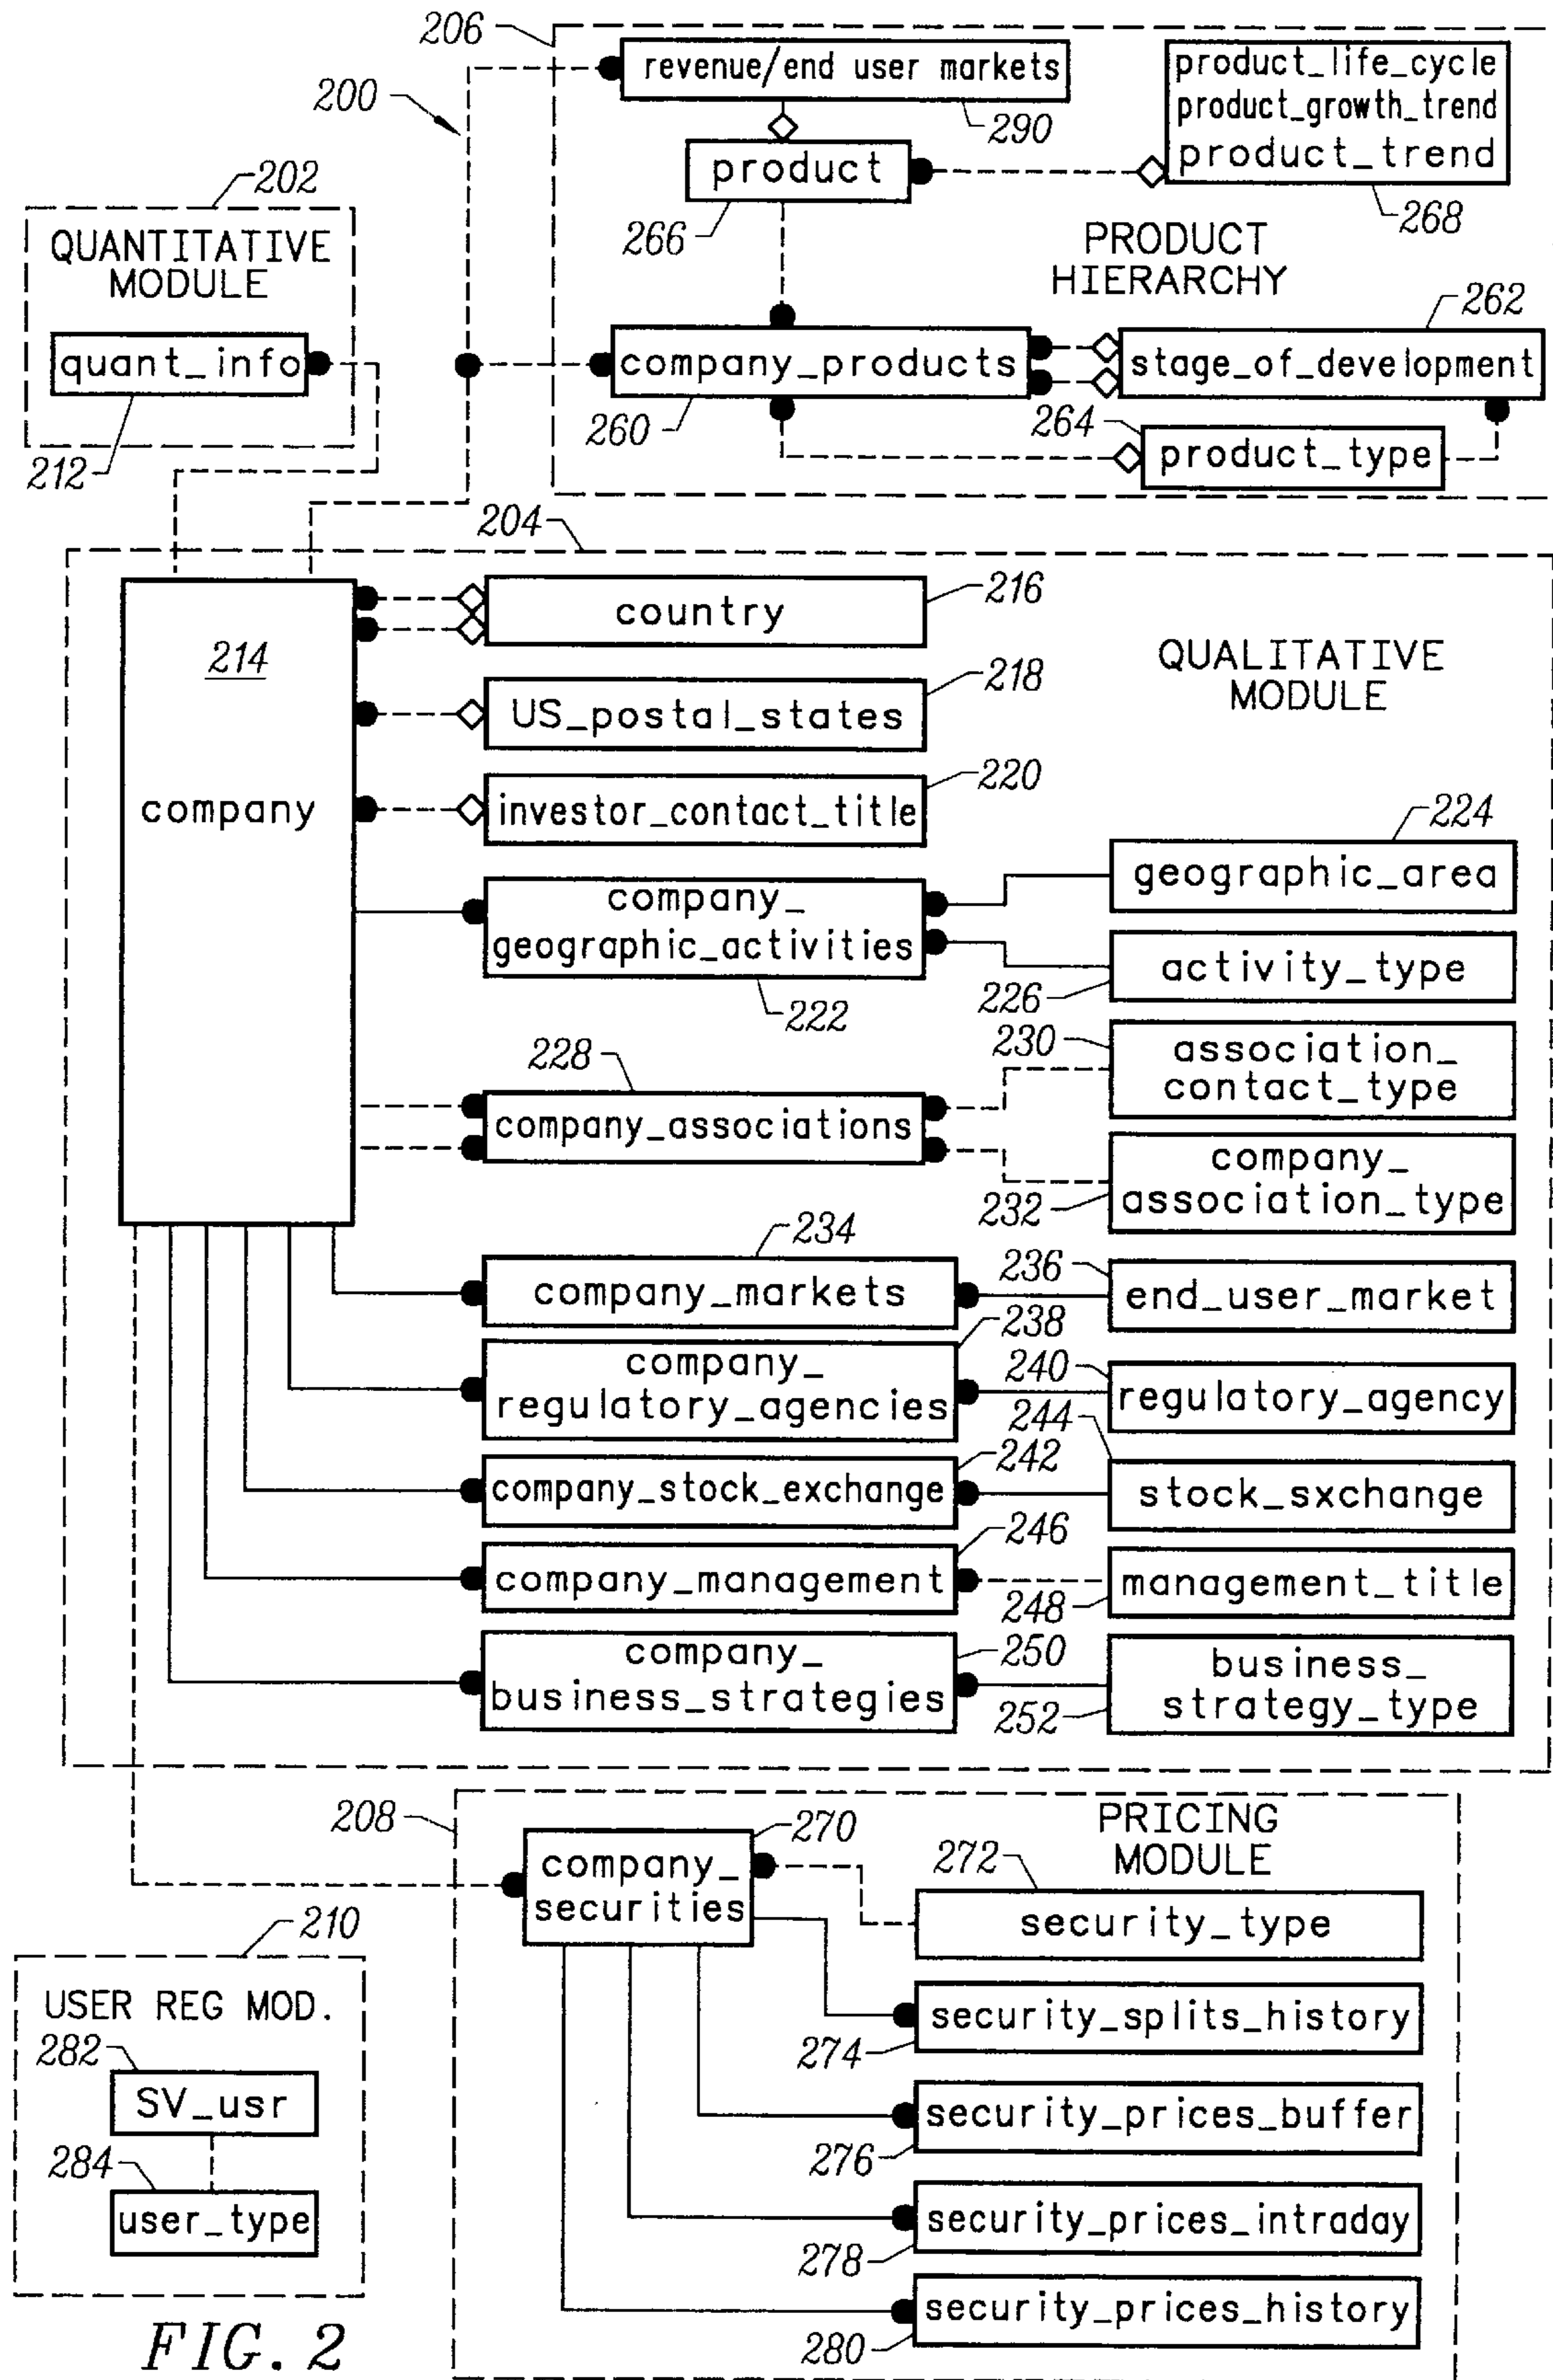 206
revenue/end user markets
290
product_life_cycle
product_growth_trend
product_trend
268
200
product
266
202
QUANTITATIVE
MODULE
quant_info
212
PRODUCT
HIERARCHY
262
company_products
260
stage_of_development
264
product_type
204
214
company
country
216
QUALITATIVE
MODULE
US_postal_states
218
investor_contact_title
220
company_
geographic_activities
222
224
geographic_area
activity_type
226
228
company_associations
230
association_
contact_type
company_
association_type
232
234
company_markets
236
end_user_market
238
company_
regulatory_agencies
240
regulatory_agency
242
company_stock_exchange
244
stock_sxchange
246
company_management
248
management_title
company_
business_strategies
250
business_
strategy_type
252
208
PRICING
MODULE
270
company_
securities
272
security_type
security_splits_history
274
security_prices_buffer
276
security_prices_intraday
278
security_prices_history
280
210
USER REG MOD.
282
SV_usr
284
user_type
FIG. 2